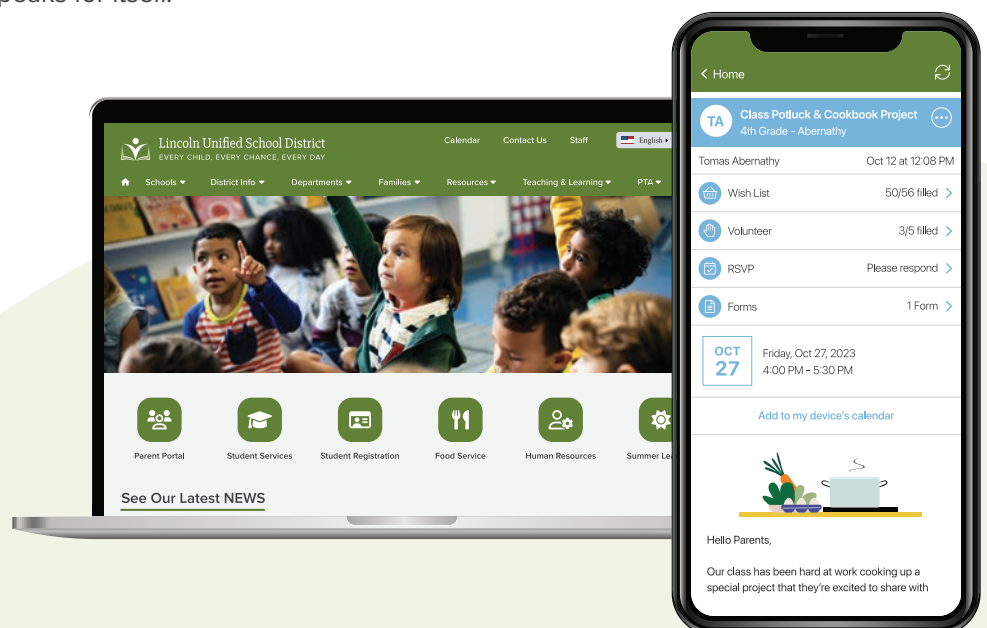 peaks for itself.
Lincoln Unified School District
EVERY CHILD, EVERY CHANCE, EVERY DAY
Calendar Contact Us Staff English
Schools District Info Departments Families Resources Teaching & Learning PTA
Parent Portal Student Services Student Registration Food Service Human Resources Summer
See Our Latest NEWS
Home
TA
Class Potluck & Cookbook Project
4th Grade - Abernathy
Tomas Abernathy Oct 12 at 12:08 PM
Wish List 50/56 filled
Volunteer 3/5 filled
RSVP Please respond
Forms 1 Form
OCT
27
Friday, Oct 27, 2023
4:00 PM - 5:30 PM
Add to my device's calendar
Hello Parents,
Our class has been hard at work cooking up a
special project that they're excited to share with